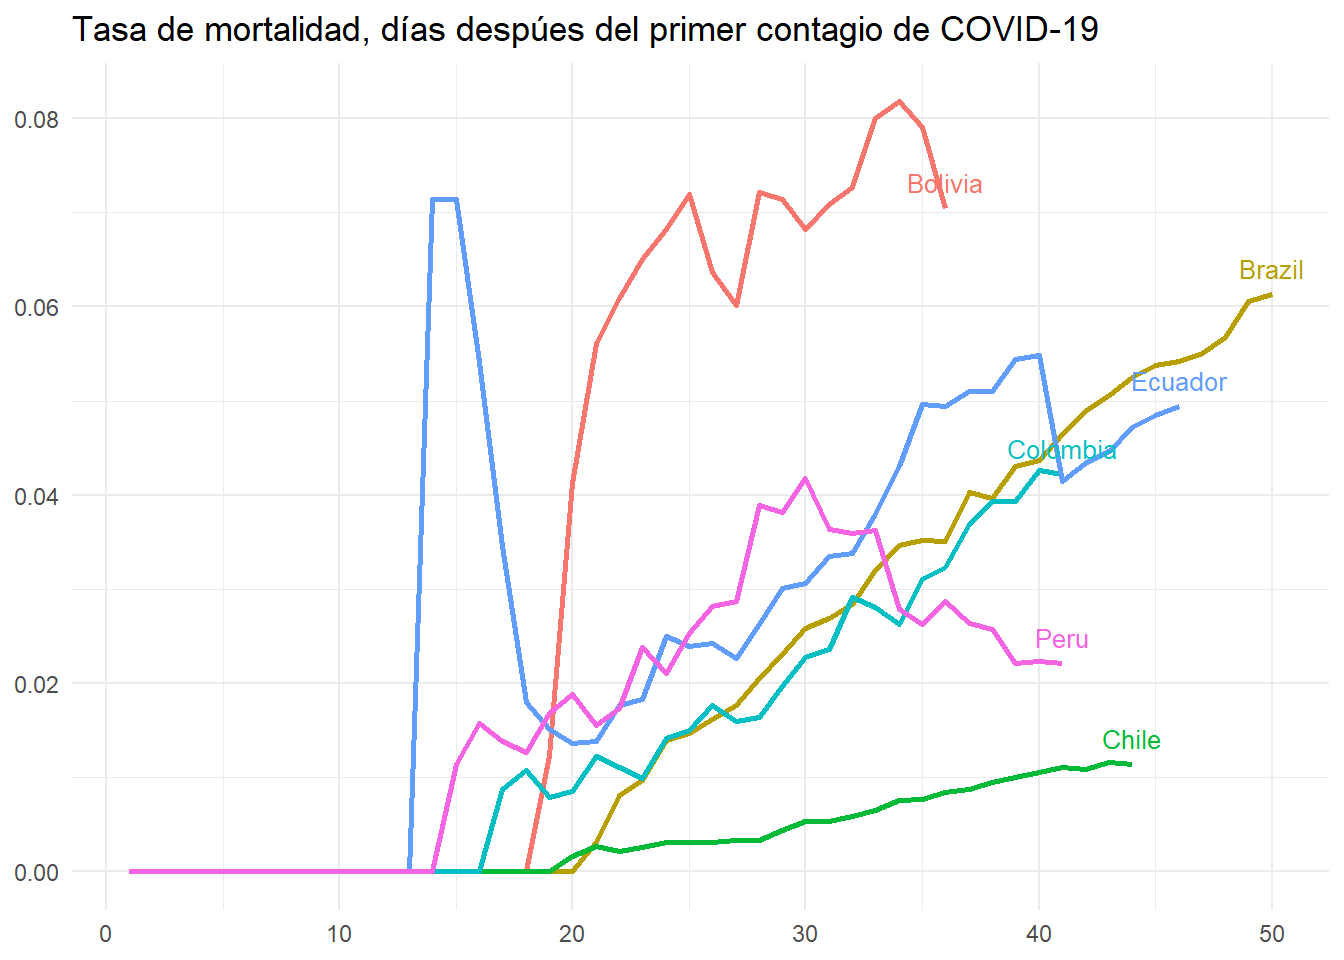 Tasa de mortalidad, días despúes del primer contagio de COVID-19
0.08
Bolivia
Brazil
0.06
Ecuador
Colombia
0.04
Peru
0.02
Chile
0.00
0 10 20 30 40 50